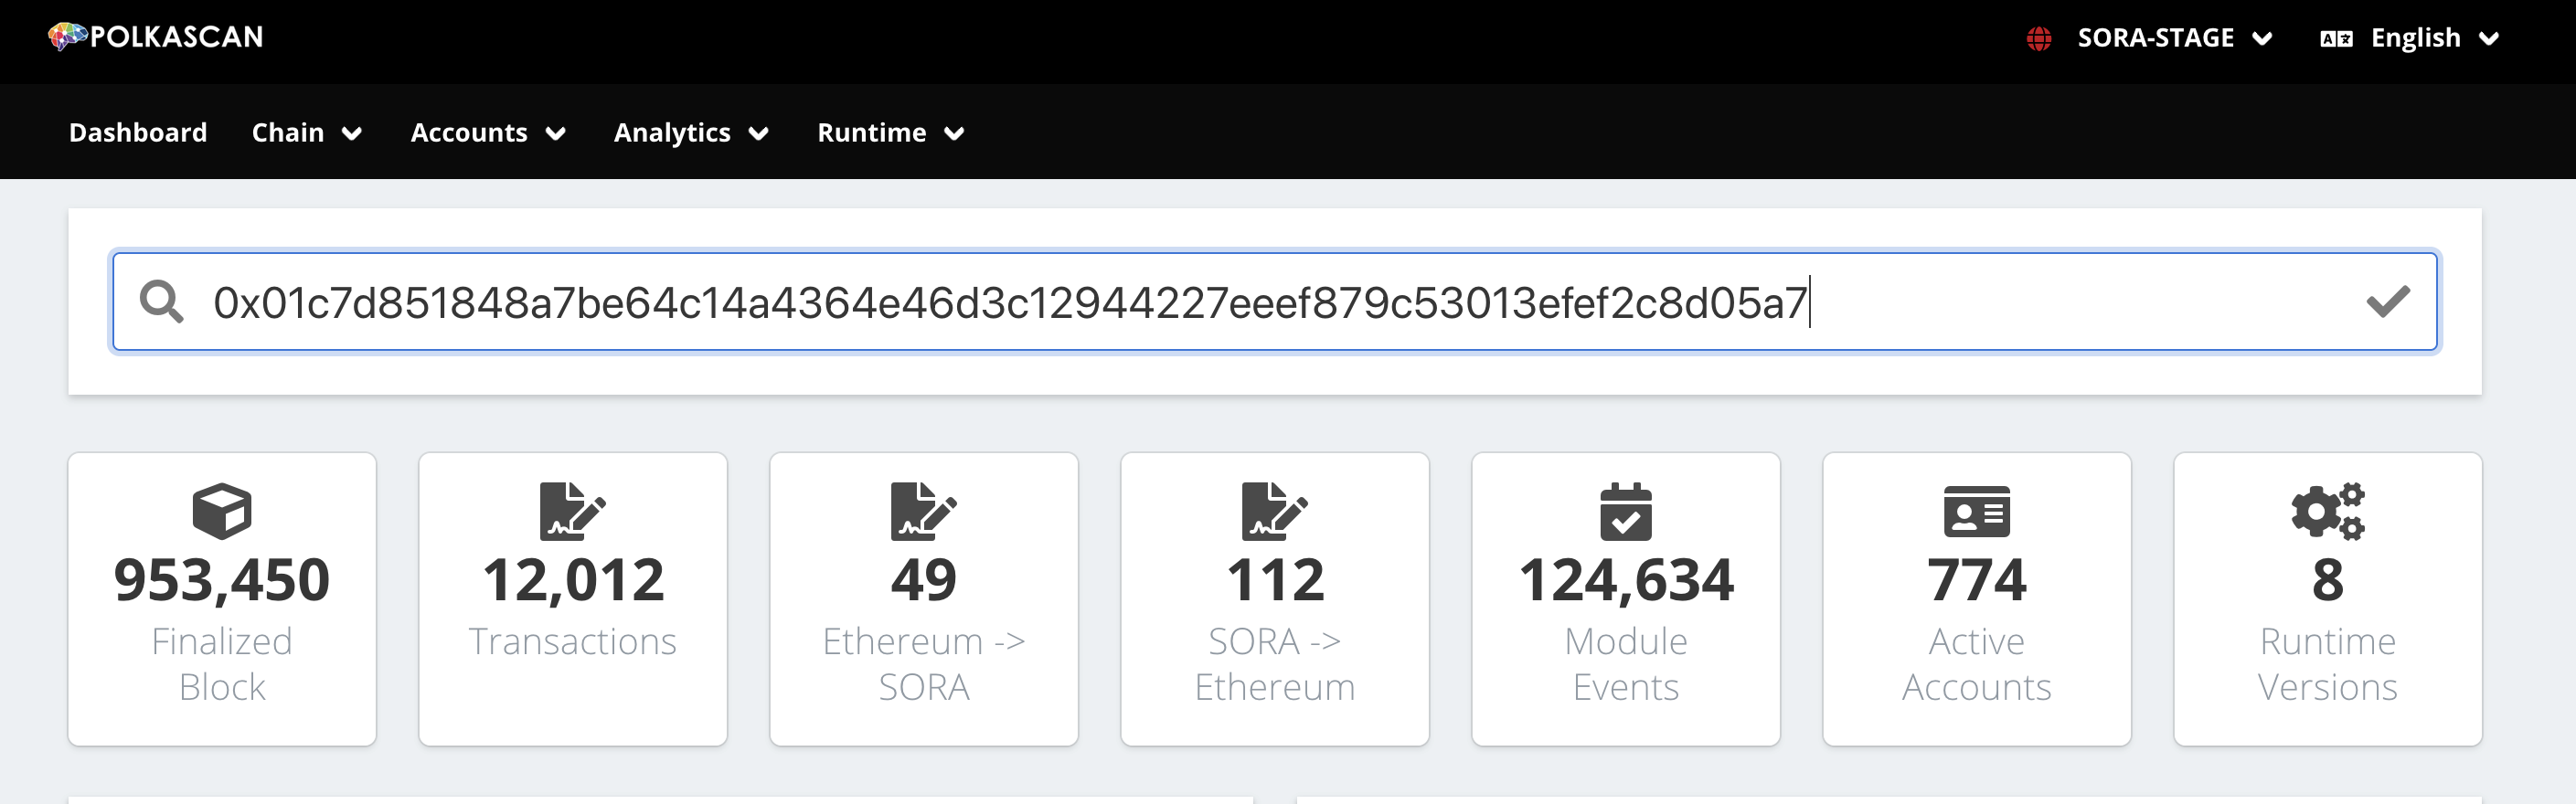 POLKASCAN
SORA-STAGE
English
Dashboard Chain Accounts Analytics Runtime
0x01c7d851848a7be64c14a4364e46d3c12944227eeef879c53013efef2c8d05a7
953,450
Finalized
Block
12,012
Transactions
49
Ethereum ->
SORA
112
SORA ->
Ethereum
124,634
Module
Events
774
Active
Accounts
8
Runtime
Versions